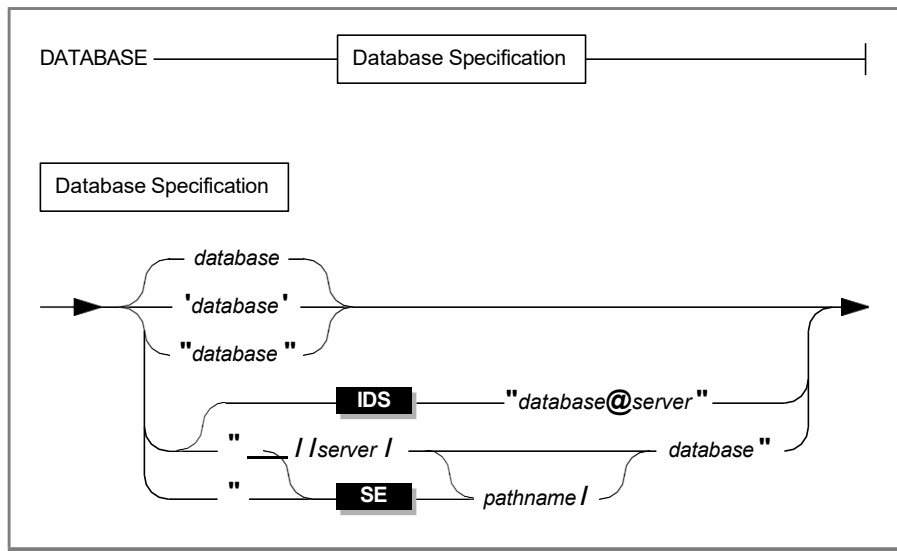 DATABASE Database Specification
Database Specification
database
'database'
"database"
IDS "database@server"
" //server/ database"
" SE pathname/